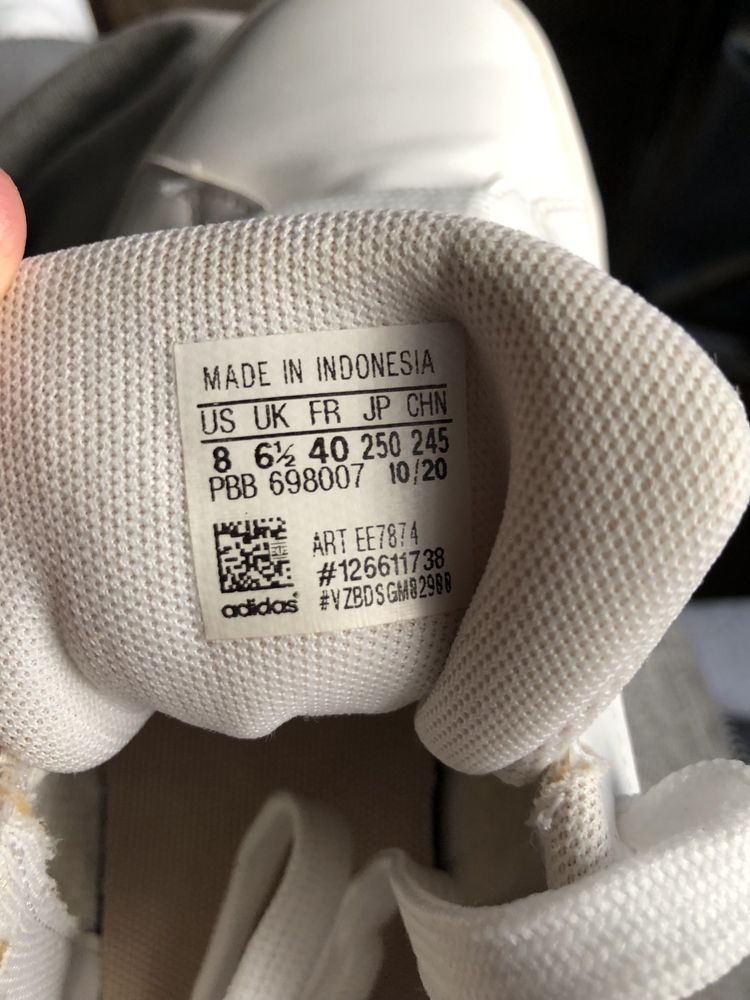 MADE IN INDONESIA
US UK FR JP CHN
8 6½ 40 250 245
PBB 698007 10/20
ART EE7874
#126611738
adidas